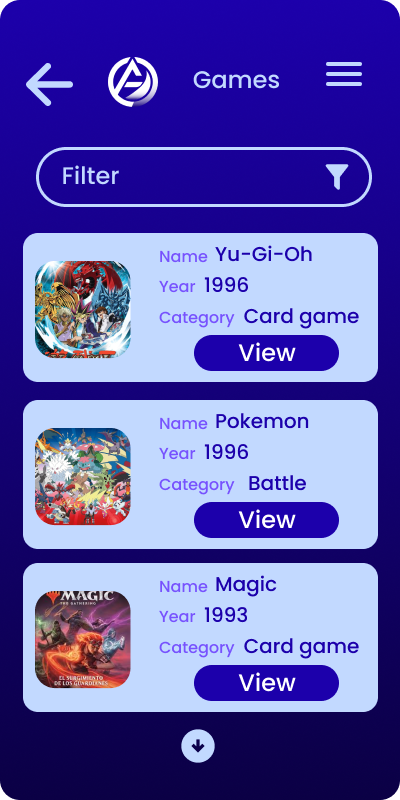 Games
Filter
Name Yu-Gi-Oh
Year 1996
Category Card game
View
Name Pokemon
Year 1996
Category Battle
View
MAGIC
THE GATHERING
EL SURGIMIENTO
DE LOS GUARDIANES
Name Magic
Year 1993
Category Card game
View